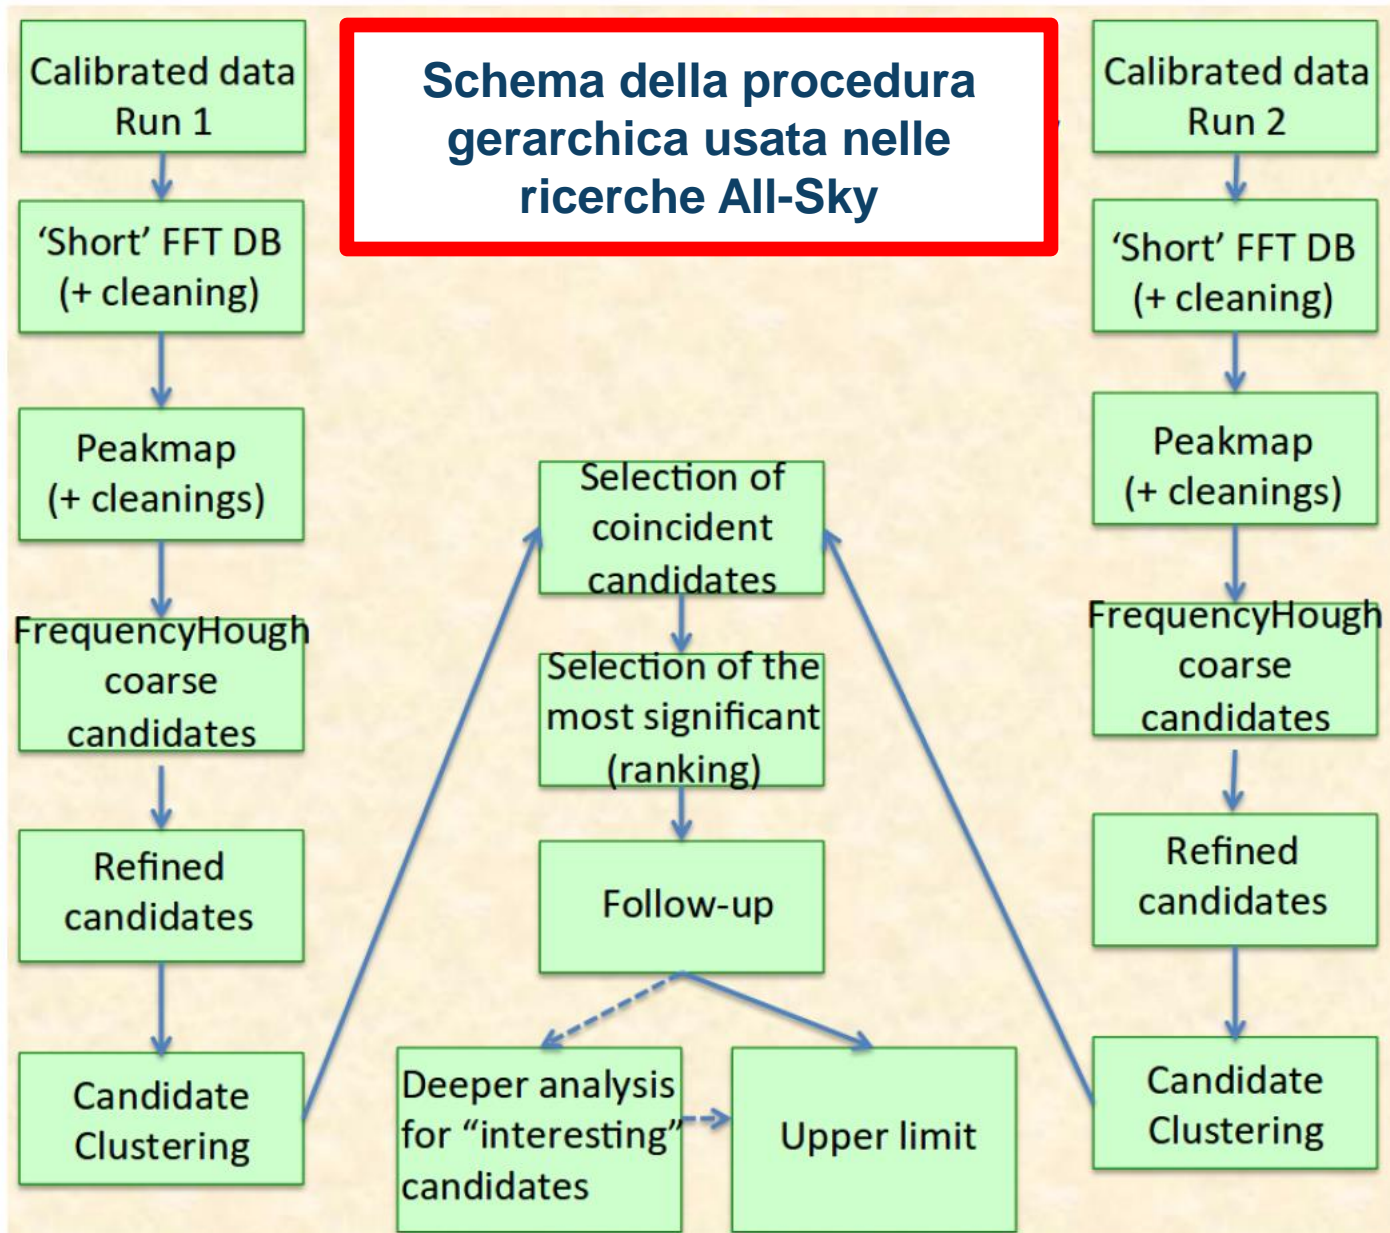 Schema della procedura
gerarchica usata nelle
ricerche All-Sky
Calibrated data
Run 1
‘Short’ FFT DB
(+ cleaning)
Peakmap
(+ cleanings)
FrequencyHough
coarse
candidates
Refined
candidates
Candidate
Clustering
Calibrated data
Run 2
‘Short’ FFT DB
(+ cleaning)
Peakmap
(+ cleanings)
FrequencyHough
coarse
candidates
Refined
candidates
Candidate
Clustering
Selection of
coincident
candidates
Selection of the
most significant
(ranking)
Follow-up
Deeper analysis
for “interesting”
candidates
Upper limit